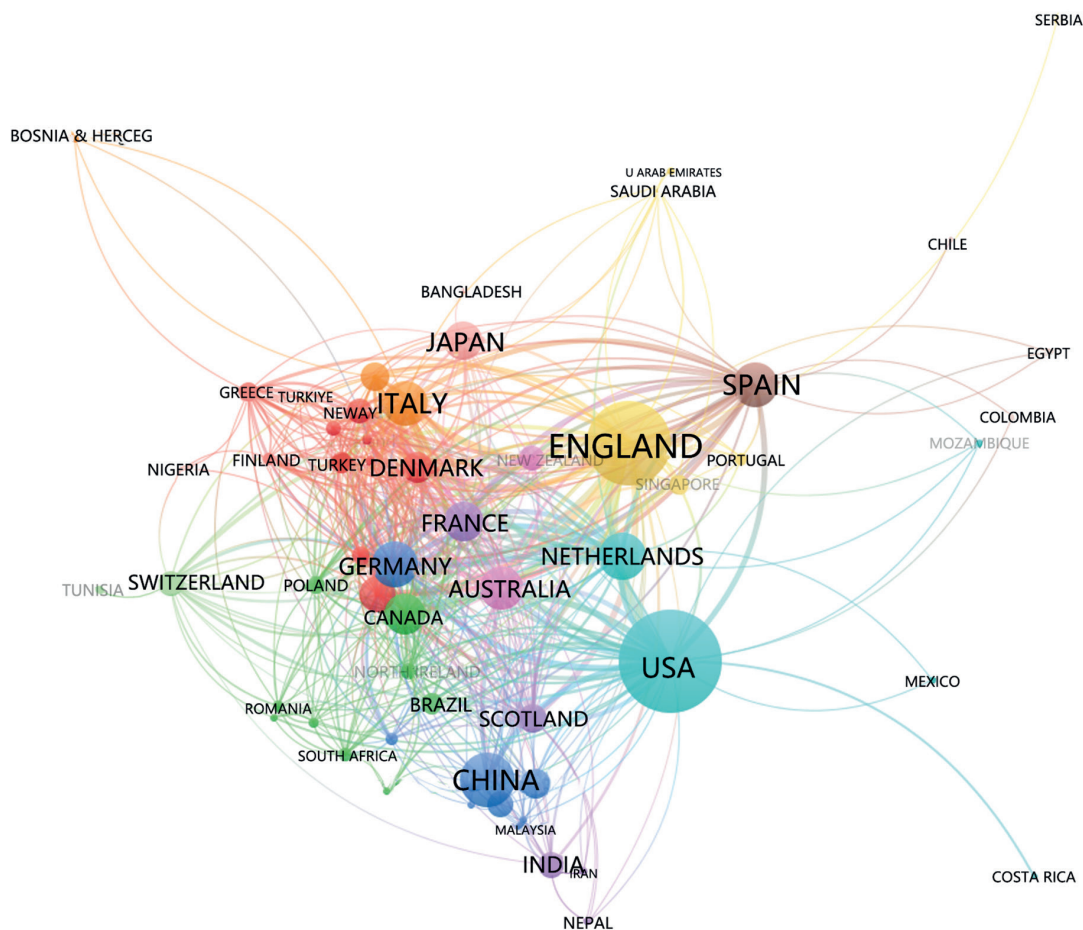 SERBIA
BOSNIA & HERCEG
U ARAB EMIRATES
SAUDI ARABIA
CHILE
BANGLADESH
JAPAN
EGYPT
SPAIN
GREECE
TURKIYE
ITALY
NEWAY
COLOMBIA
ENGLAND
MOZAMBIQUE
NIGERIA
FINLAND
TURKEY
DENMARK
NEW ZEALAND
PORTUGAL
SINGAPORE
FRANCE
NETHERLANDS
GERMANY
TUNISIA
SWITZERLAND
POLAND
AUSTRALIA
CANADA
NORTH IRELAND
USA
MEXICO
ROMANIA
BRAZIL
SCOTLAND
SOUTH AFRICA
CHINA
MALAYSIA
INDIA
IRAN
COSTA RICA
NEPAL